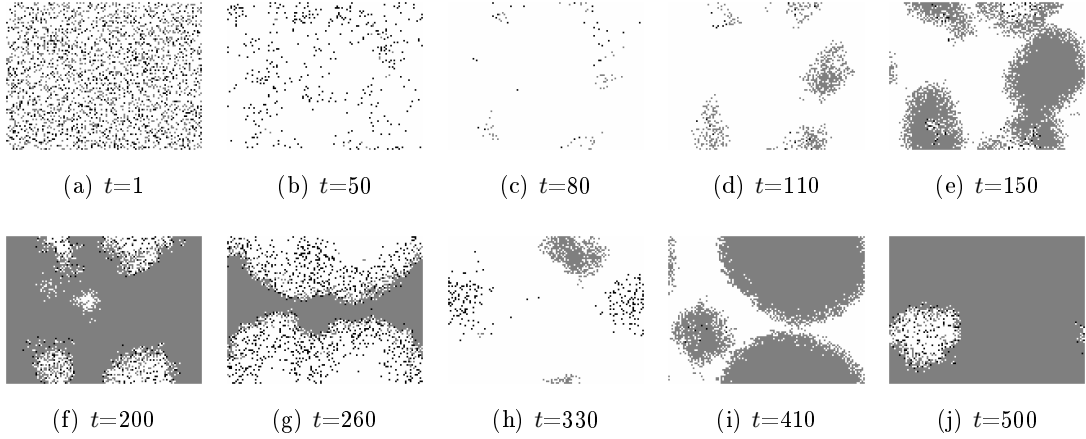 (a) t=1 (b) t=50 (c) t=80 (d) t=110 (e) t=150
(f) t=200 (g) t=260 (h) t=330 (i) t=410 (j) t=500